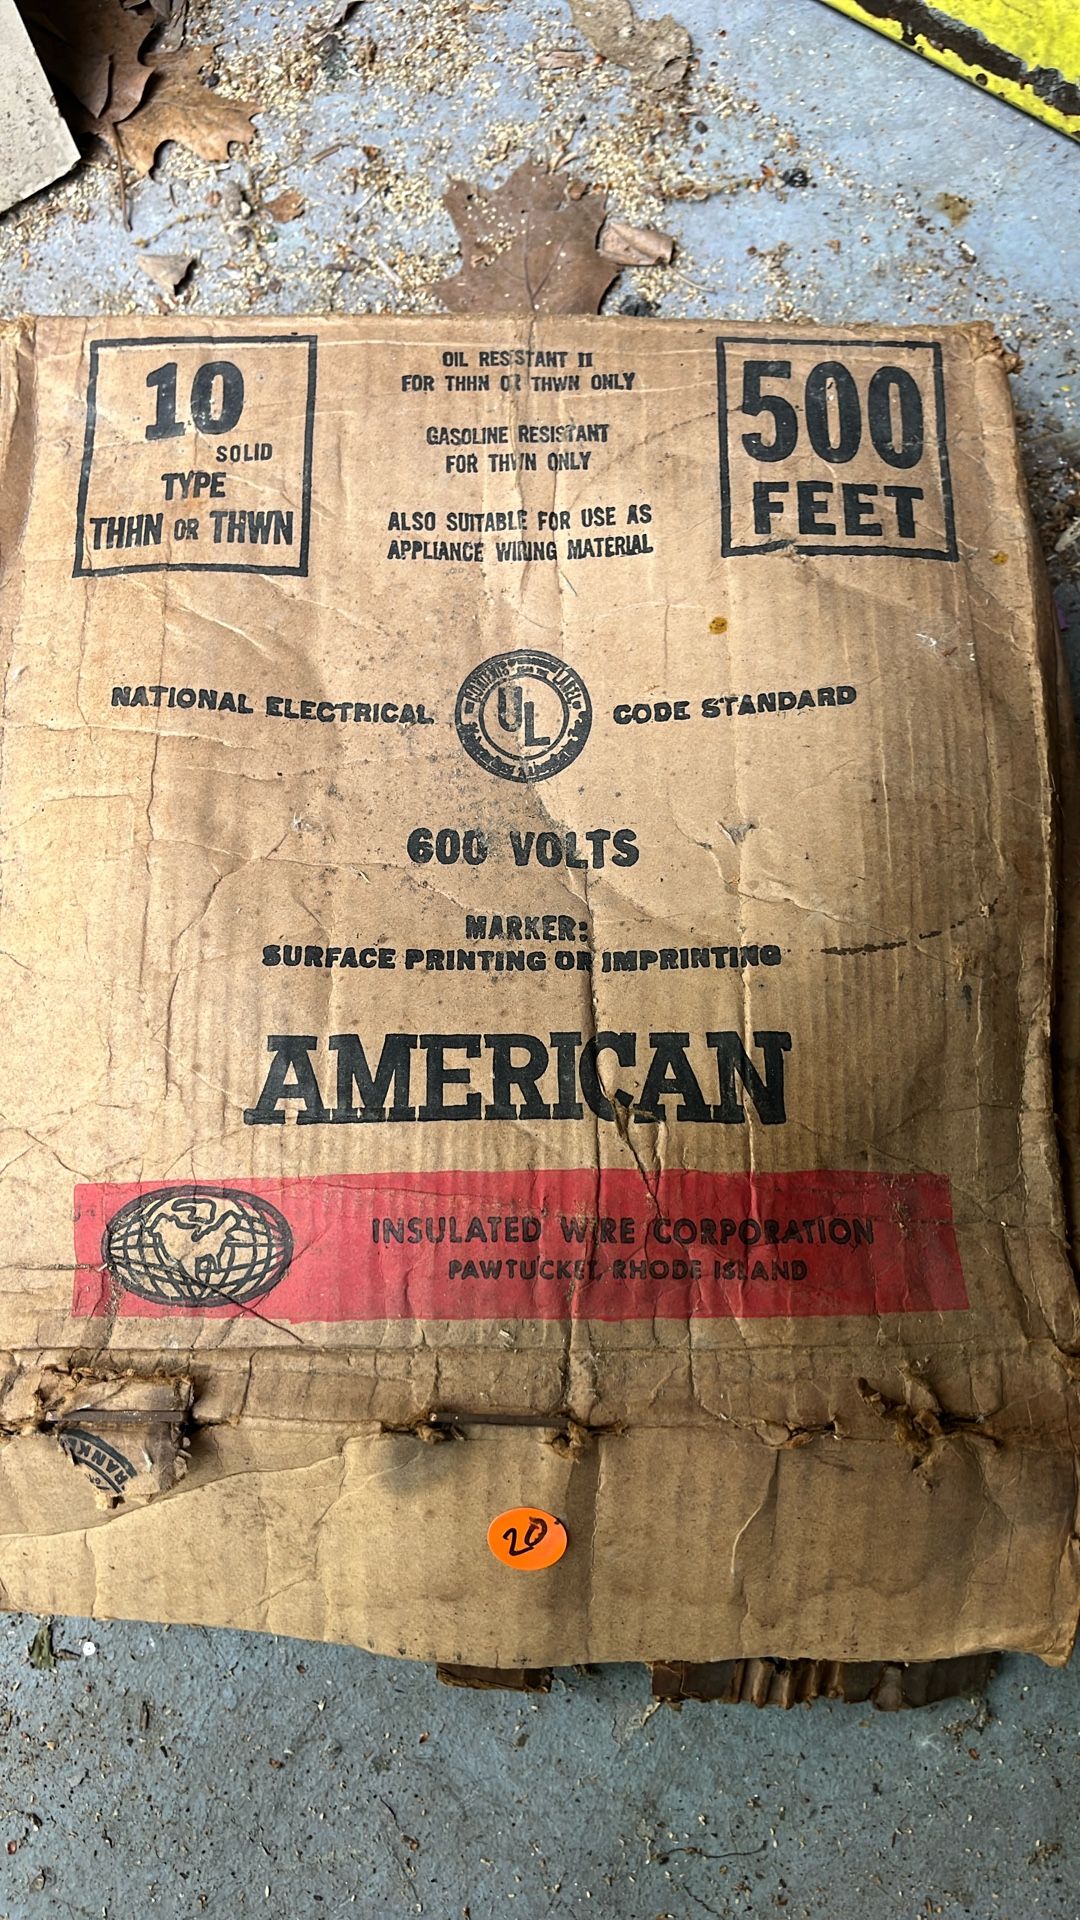 10
SOLID
TYPE
THHN OR THWN
OIL RESISTANT II
FOR THHN OR THWN ONLY
GASOLINE RESISTANT
FOR THWN ONLY
ALSO SUITABLE FOR USE AS
APPLIANCE WIRING MATERIAL
500
FEET
NATIONAL ELECTRICAL
UL
CODE STANDARD
600 VOLTS
MARKER:
SURFACE PRINTING OR IMPRINTING
AMERICAN
INSULATED WIRE CORPORATION
PAWTUCKET, RHODE ISLAND
20